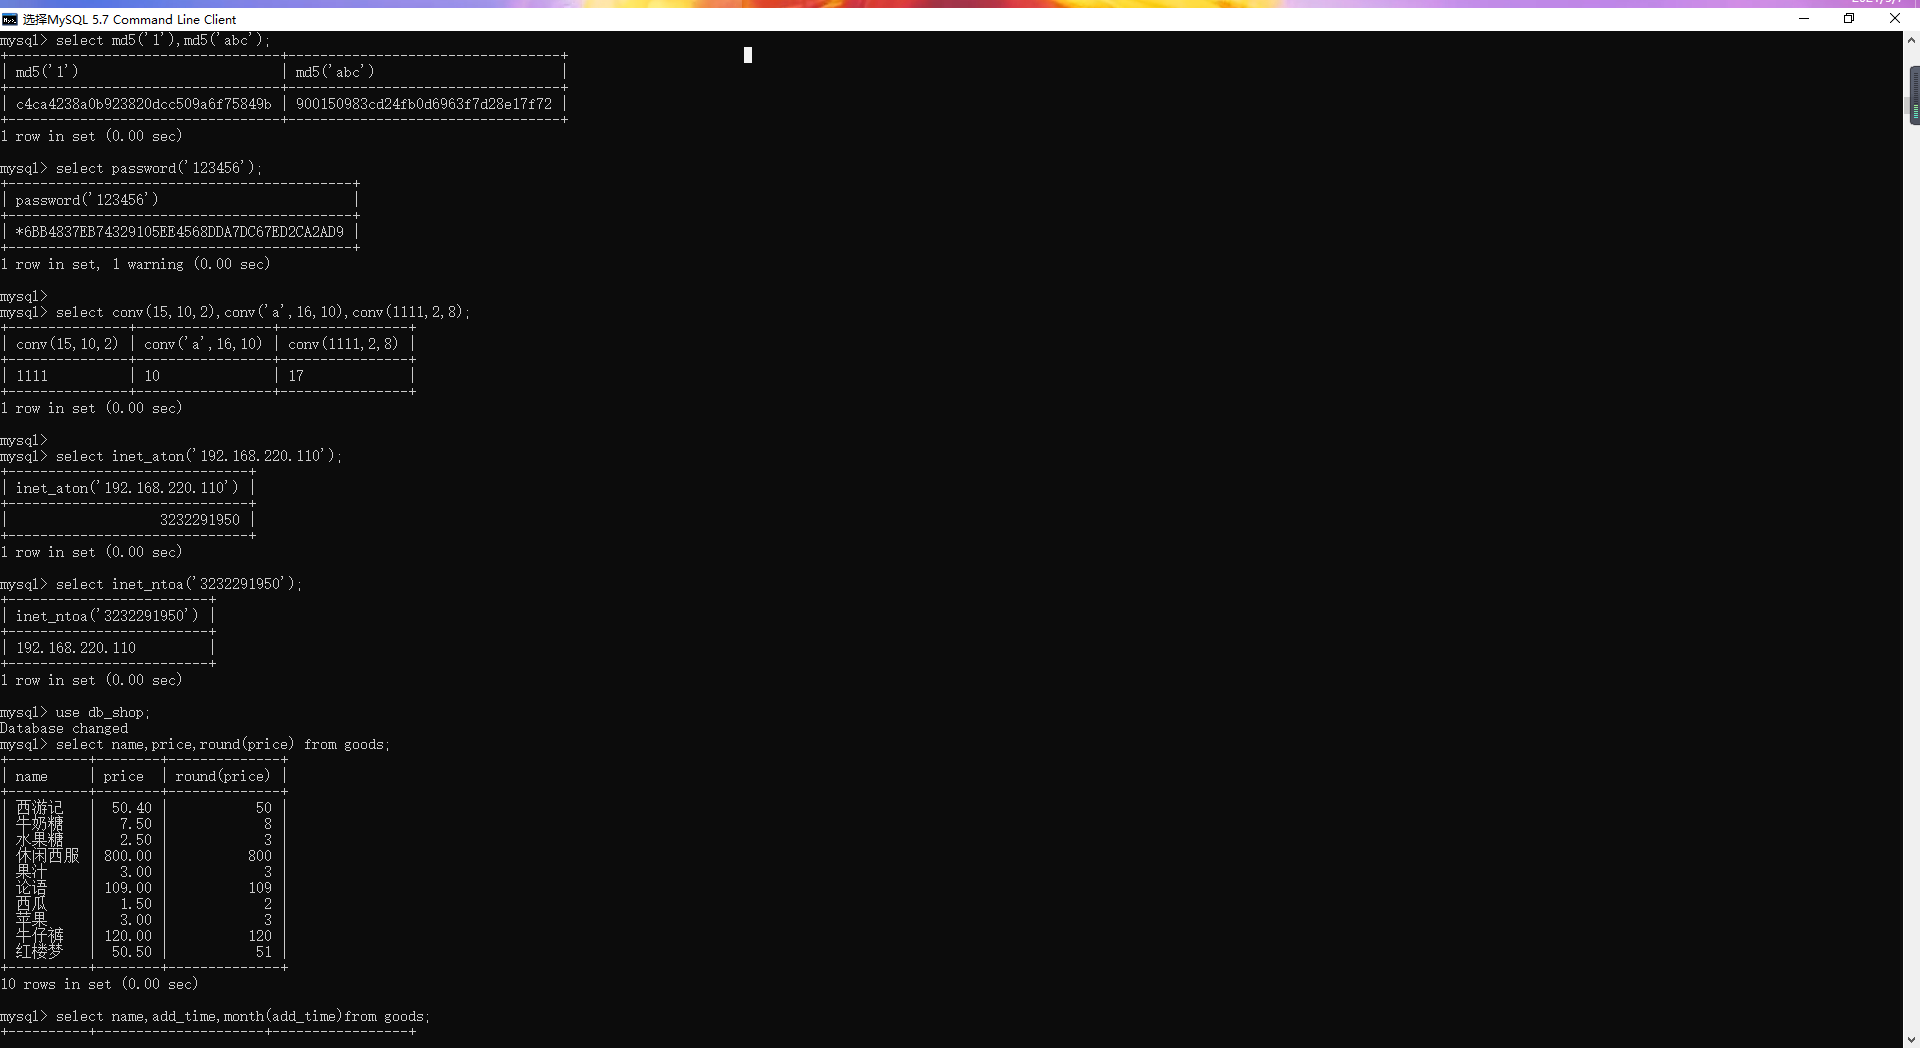 选择MySQL 5.7 Command Line Client
mysql> select md5('1'),md5('abc');
+----------------------------------+----------------------------------+
| md5('1')                         | md5('abc')                       |
+----------------------------------+----------------------------------+
| c4ca4238a0b923820dcc509a6f75849b | 900150983cd24fb0d6963f7d28e17f72 |
+----------------------------------+----------------------------------+
1 row in set (0.00 sec)
mysql> select password('123456');
+-------------------------------------------+
| password('123456')                        |
+-------------------------------------------+
| *6BB4837EB74329105EE4568DDA7DC67ED2CA2AD9 |
+-------------------------------------------+
1 row in set, 1 warning (0.00 sec)
mysql>
mysql> select conv(15,10,2),conv('a',16,10),conv(1111,2,8);
+---------------+-----------------+----------------+
| conv(15,10,2) | conv('a',16,10) | conv(1111,2,8) |
+---------------+-----------------+----------------+
| 1111          | 10              | 17             |
+---------------+-----------------+----------------+
1 row in set (0.00 sec)
mysql>
mysql> select inet_aton('192.168.220.110');
+------------------------------+
| inet_aton('192.168.220.110') |
+------------------------------+
|                   3232291950 |
+------------------------------+
1 row in set (0.00 sec)
mysql> select inet_ntoa('3232291950');
+-------------------------+
| inet_ntoa('3232291950') |
+-------------------------+
| 192.168.220.110         |
+-------------------------+
1 row in set (0.00 sec)
mysql> use db_shop;
Database changed
mysql> select name,price,round(price) from goods;
+----------+--------+--------------+
| name     | price  | round(price) |
+----------+--------+--------------+
| 西游记   |  50.40 |           50 |
| 牛奶糖   |   7.50 |            8 |
| 水果糖   |   2.50 |            3 |
| 休闲西服 | 800.00 |          800 |
| 果汁     |   3.00 |            3 |
| 论语     | 109.00 |          109 |
| 西瓜     |   1.50 |            2 |
| 苹果     |   3.00 |            3 |
| 牛仔裤   | 120.00 |          120 |
| 红楼梦   |  50.50 |           51 |
+----------+--------+--------------+
10 rows in set (0.00 sec)
mysql> select name,add_time,month(add_time)from goods;
+----------+---------------------+-----------------+